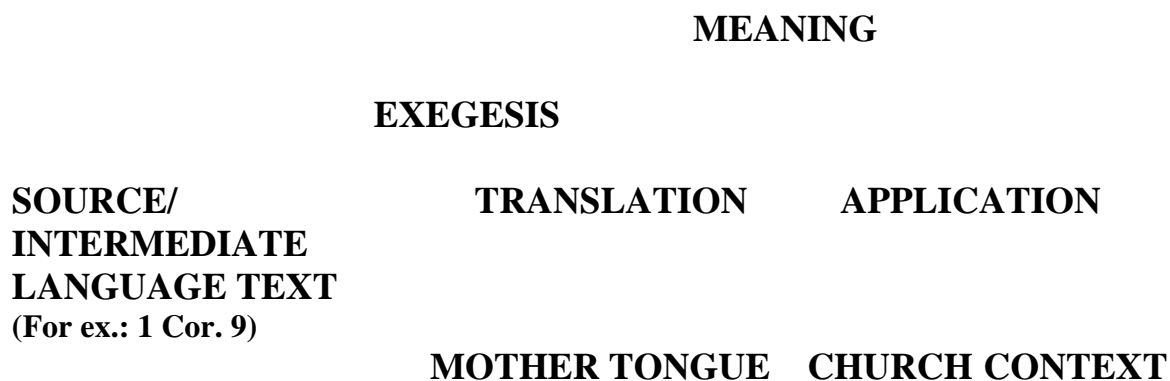 MEANING
EXEGESIS
SOURCE/ TRANSLATION APPLICATION
INTERMEDIATE
LANGUAGE TEXT
(For ex.: 1 Cor. 9)
MOTHER TONGUE CHURCH CONTEXT